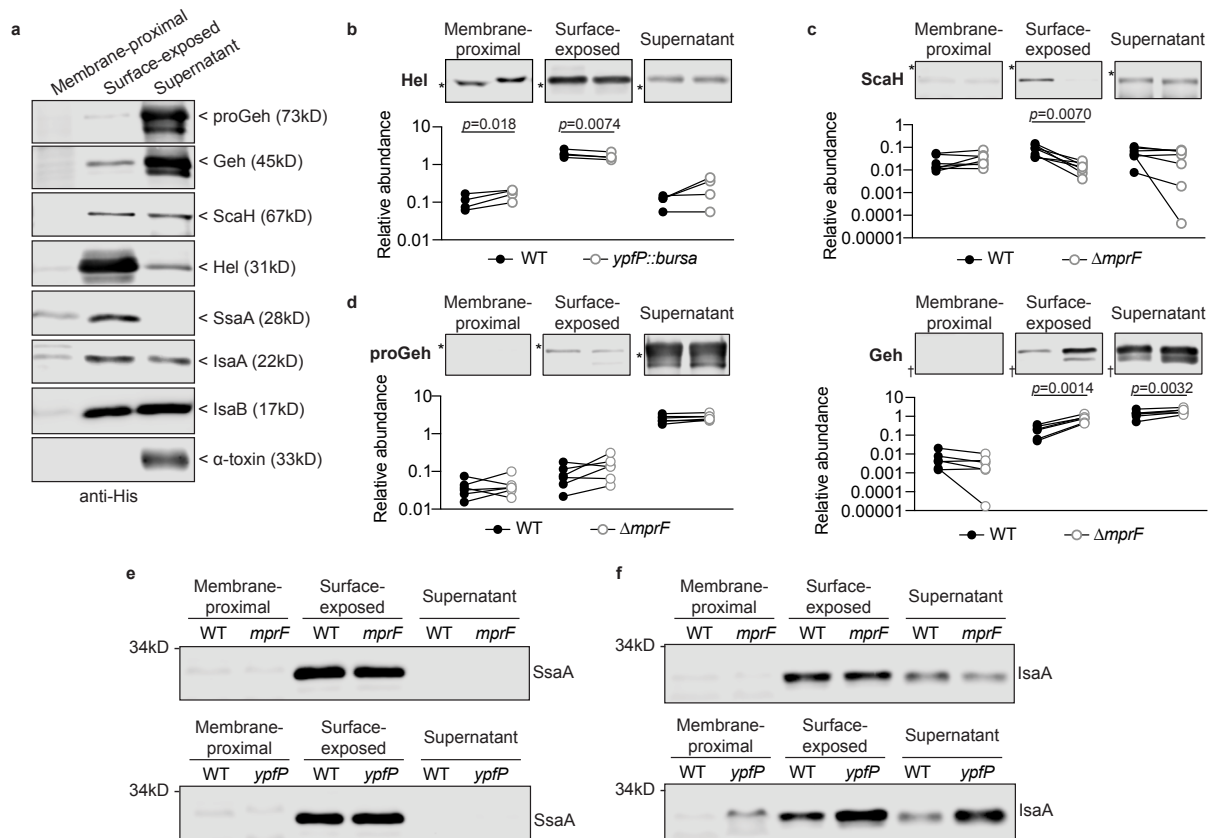 a
Membrane-proximal
Surface-exposed
Supernatant
< proGeh (73kD)
< Geh (45kD)
< ScaH (67kD)
< Hel (31kD)
< SsaA (28kD)
< IsaA (22kD)
< IsaB (17kD)
< α-toxin (33kD)
anti-His
b
Membrane-
proximal
Surface-
exposed
Supernatant
Hel
*
*
*
Relative abundance
10
1
0.1
0.01
p=0.018
p=0.0074
WT
ypfP::bursa
c
Membrane-
proximal
Surface-
exposed
Supernatant
ScaH
*
*
*
p=0.0070
Relative abundance
1
0.1
0.01
0.001
0.0001
0.00001
WT
ΔmprF
d
Membrane-
proximal
Surface-
exposed
Supernatant
proGeh
*
*
*
Relative abundance
10
1
0.1
0.01
WT
ΔmprF
Membrane-
proximal
Surface-
exposed
Supernatant
Geh
†
†
†
p=0.0014
p=0.0032
Relative abundance
10
1
0.1
0.01
0.001
0.0001
0.00001
WT
ΔmprF
e
Membrane-
proximal
Surface-
exposed
Supernatant
WT mprF WT mprF WT mprF
34kD
SsaA
Membrane-
proximal
Surface-
exposed
Supernatant
WT ypfP WT ypfP WT ypfP
34kD
SsaA
f
Membrane-
proximal
Surface-
exposed
Supernatant
WT mprF WT mprF WT mprF
34kD
IsaA
Membrane-
proximal
Surface-
exposed
Supernatant
WT ypfP WT ypfP WT ypfP
34kD
IsaA